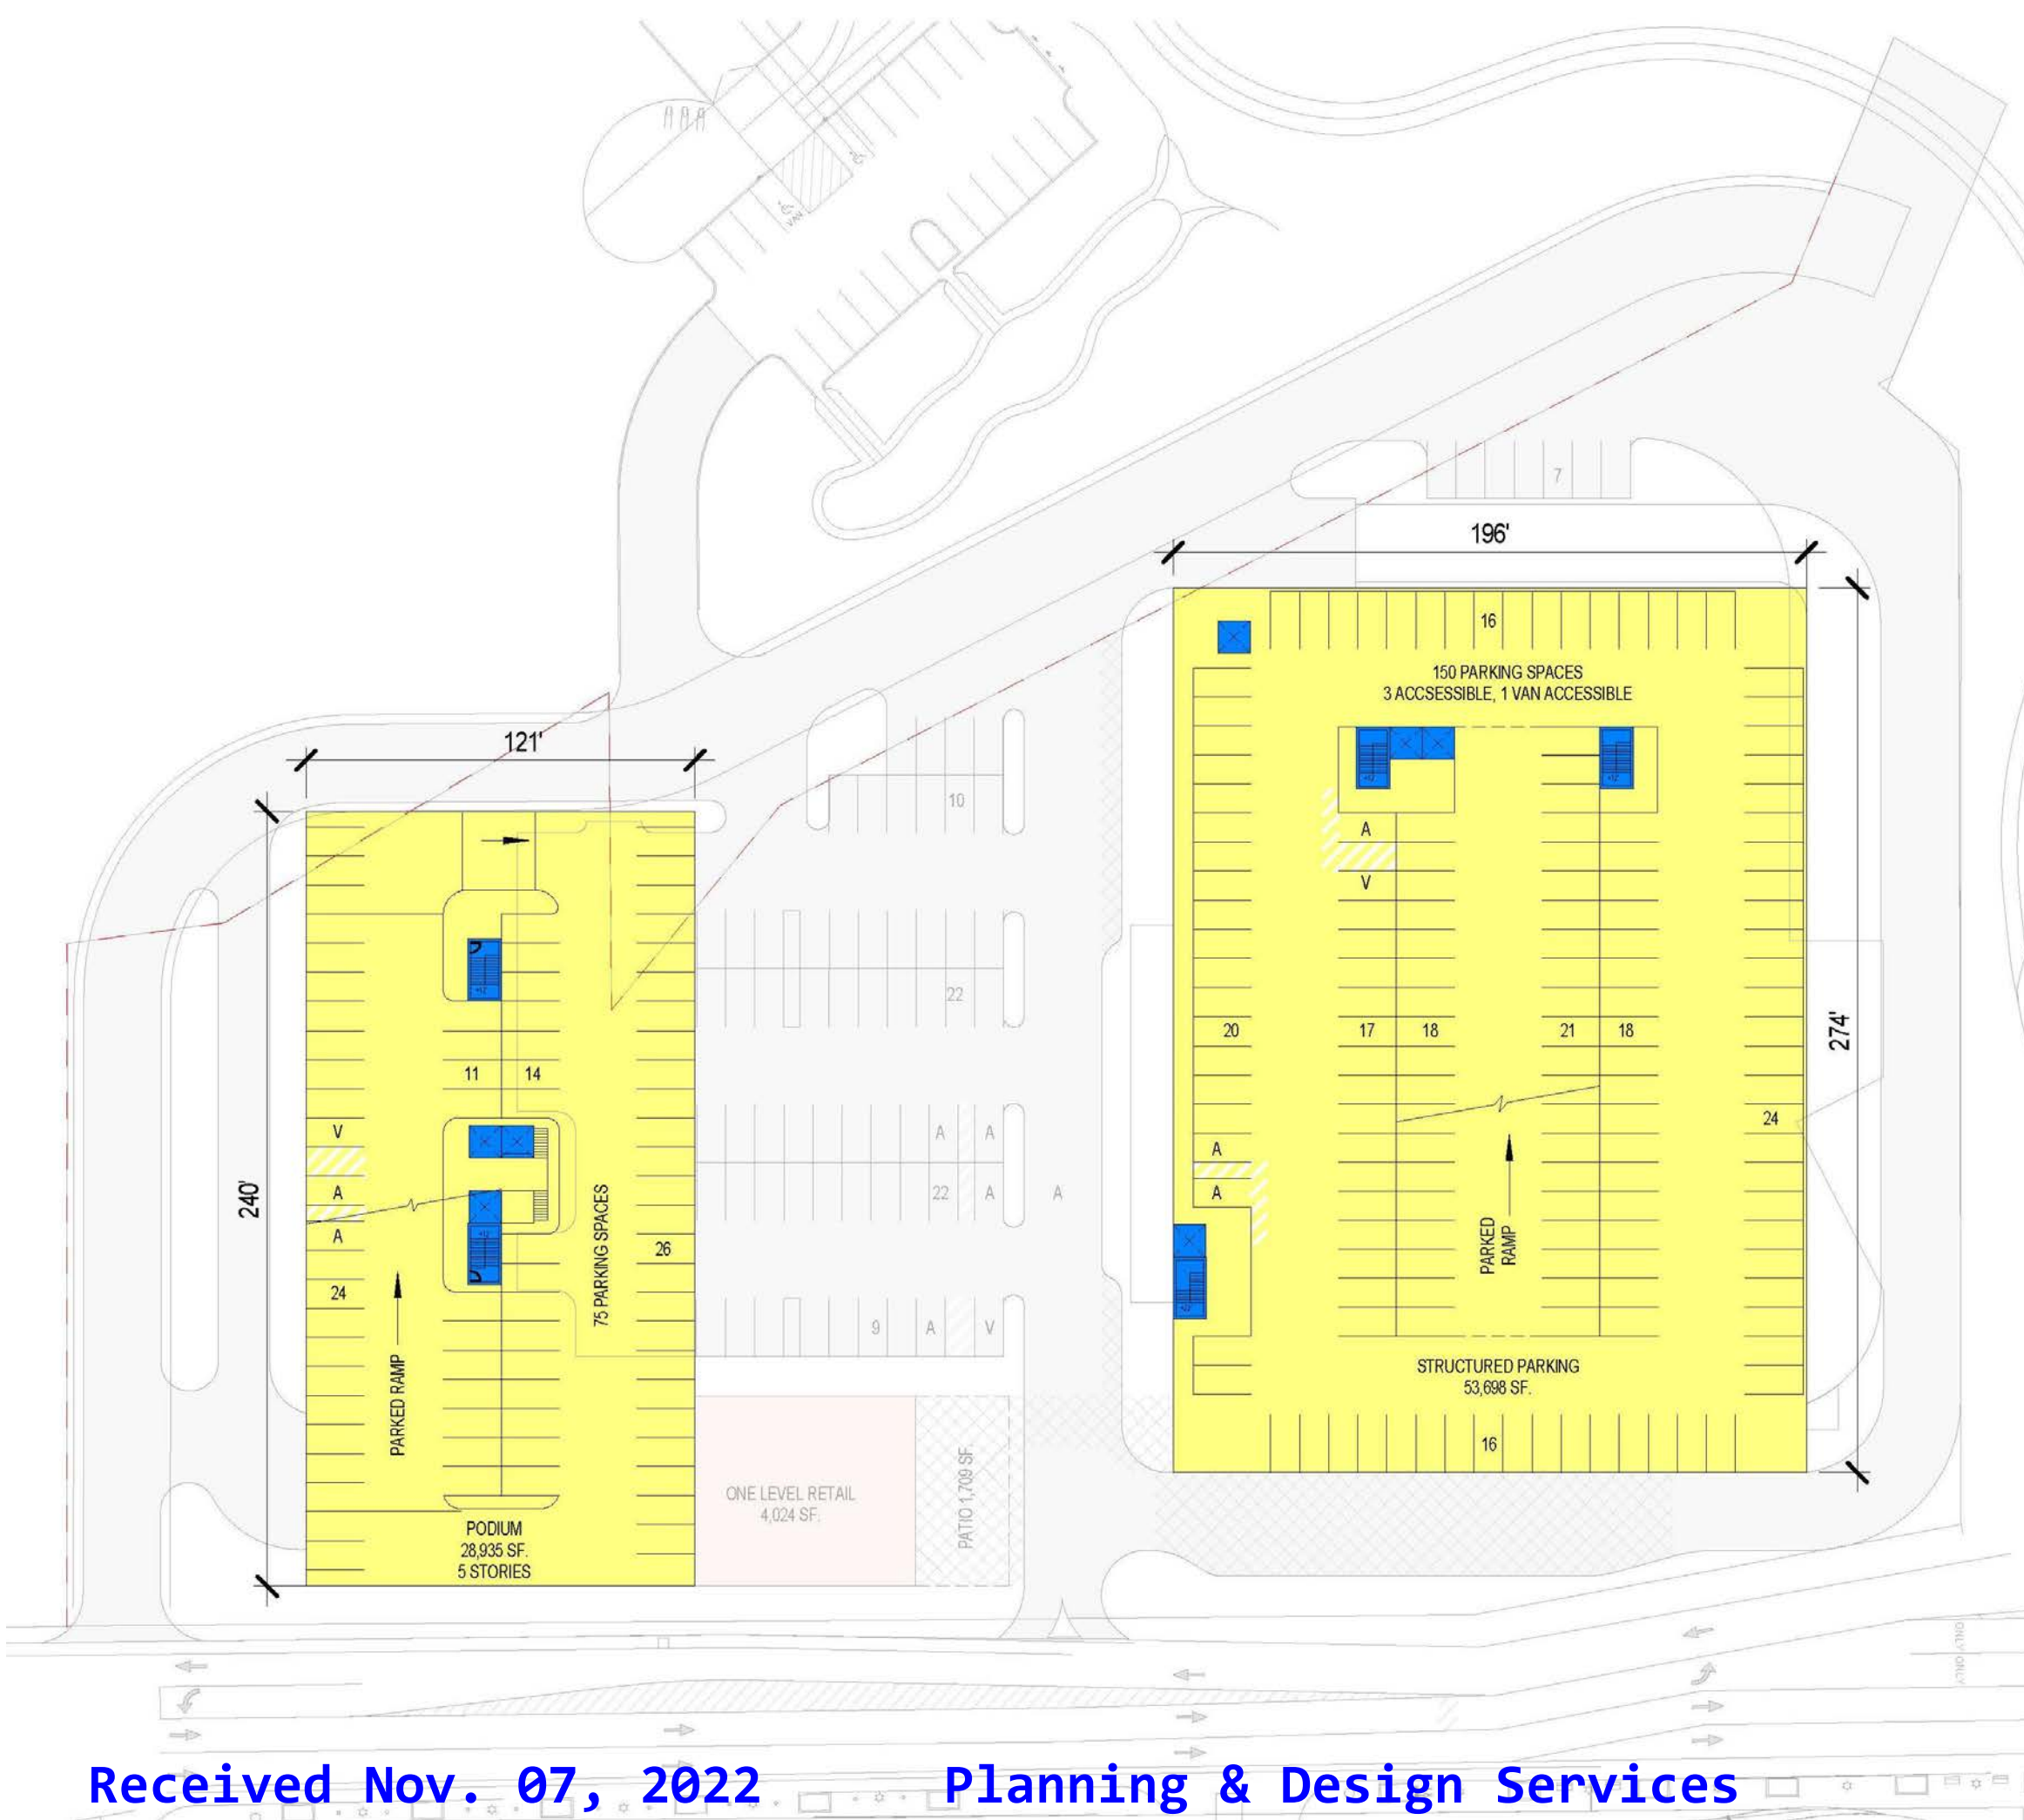 VAN
7
196'
16
150 PARKING SPACES
3 ACCSESSIBLE, 1 VAN ACCESSIBLE
121'
10
A
V
22
274'
20
17
18
21
18
11
14
24
V
A
A
A
A
A
22
A
A
240'
A
A
75 PARKING SPACES
26
PARKED
RAMP
24
9
A
V
PARKED RAMP
STRUCTURED PARKING
53,698 SF.
16
ONE LEVEL RETAIL
4,024 SF.
PATIO 1,709 SF.
PODIUM
28,935 SF.
5 STORIES
ONLY
ONLY
Received Nov. 07, 2022
Planning & Design Services